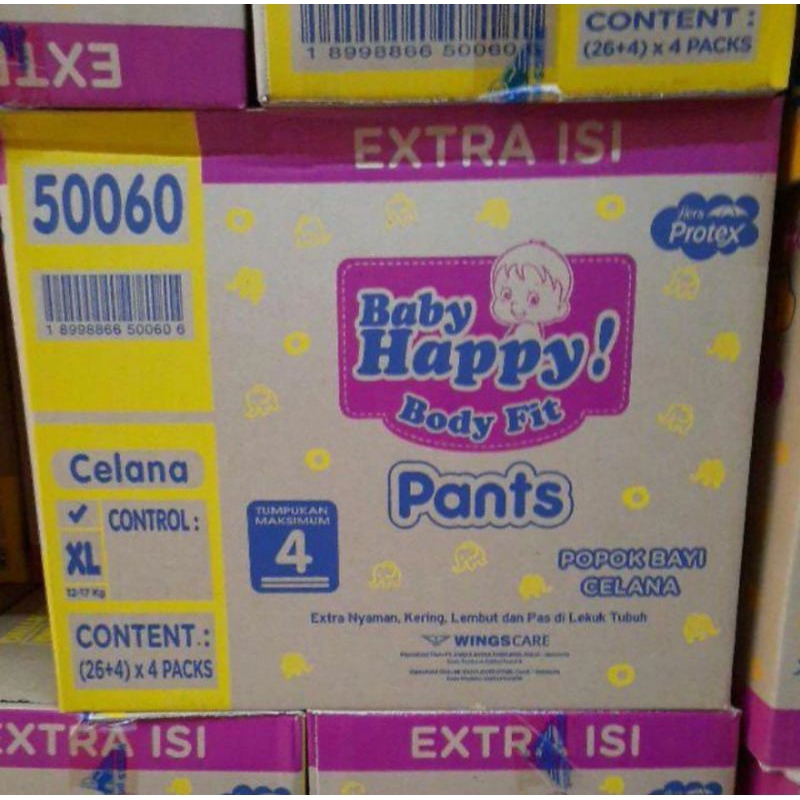 EXTRA
1 8998866 50060
CONTENT :
(26+4) x 4 PACKS
EXTRA ISI
50060
1 8998866 50060 6
fiers
Protex
Baby
Happy!
Body Fit
Pants
Celana
CONTROL :
XL
12-17 Kg
TUMPUKAN
MAKSIMUM
4
POPOK BAYI
CELANA
CONTENT :
(26+4) x 4 PACKS
Extra Nyaman, Kering, Lembut dan Pas di Lekuk Tubuh
WINGSCARE
EXTRA ISI
EXTRA ISI